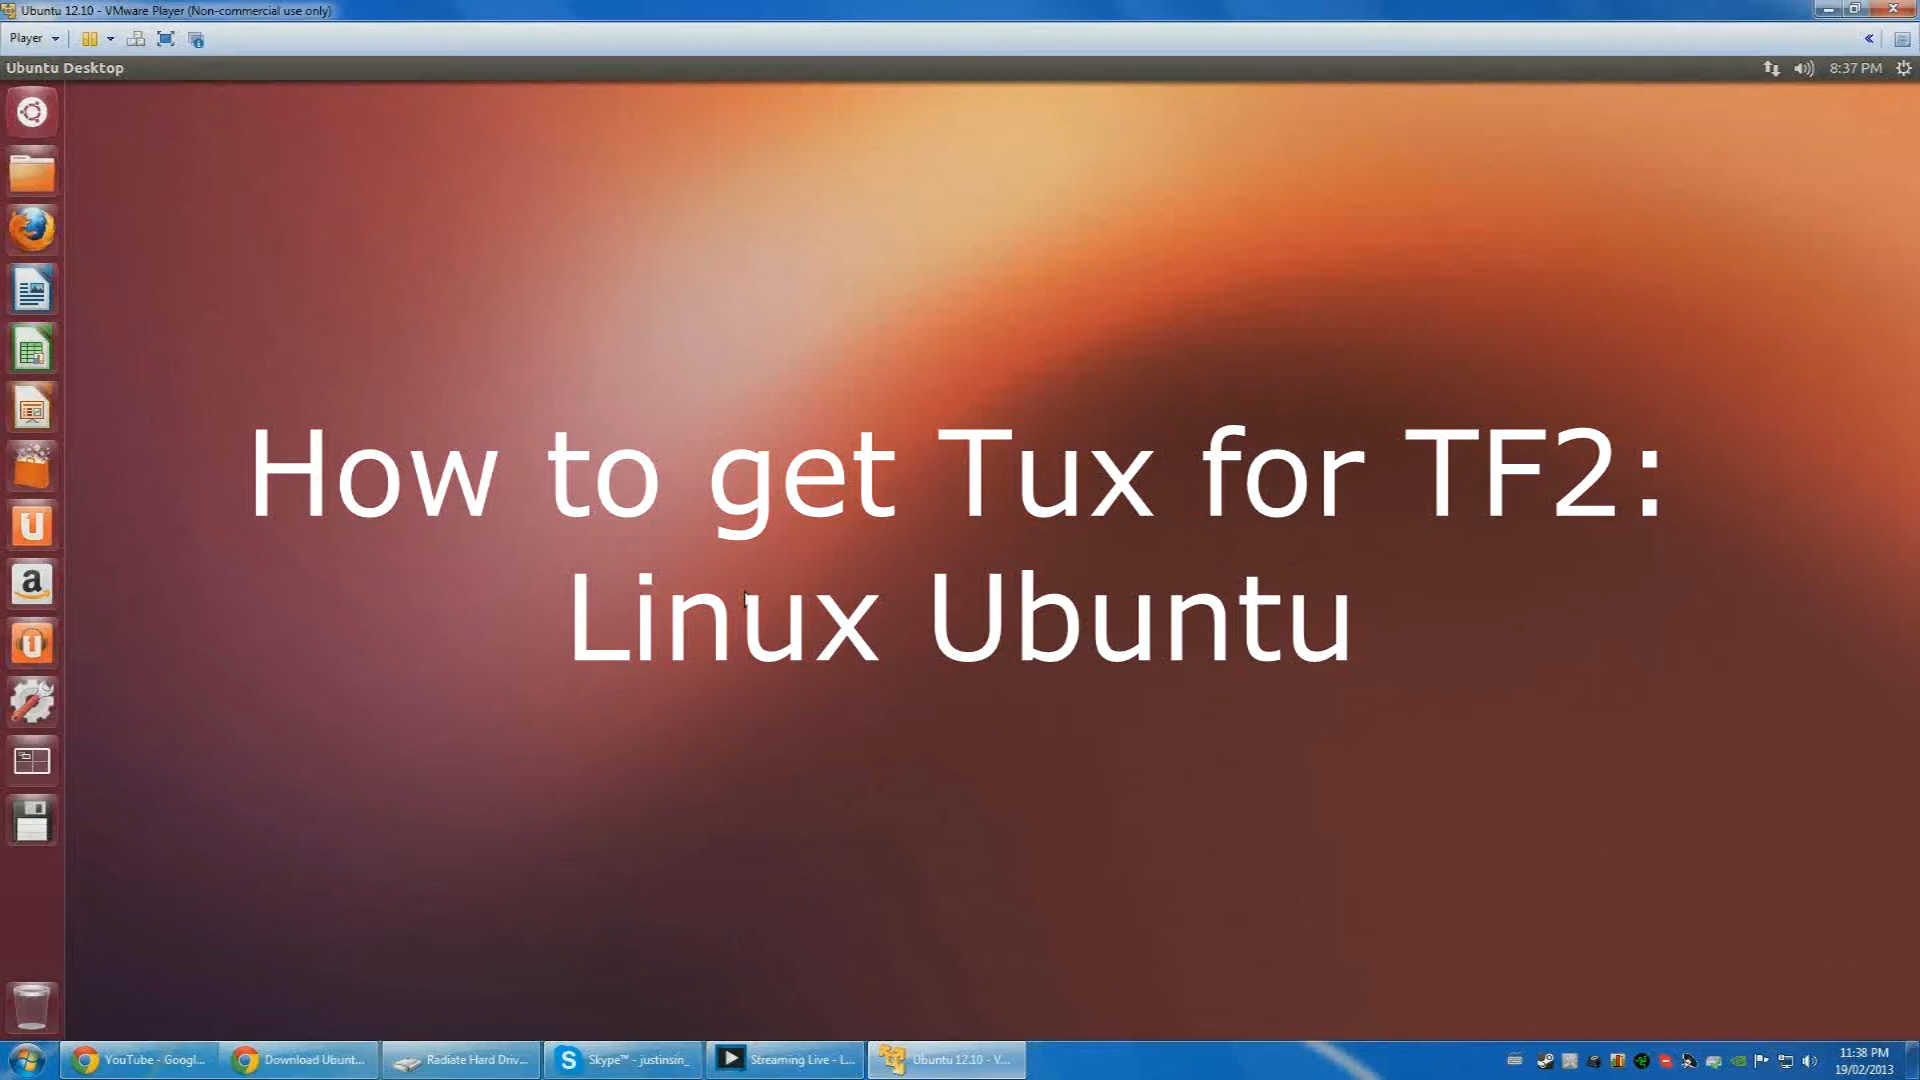 Ubuntu 12.10 - VMware Player (Non-commercial use only)
Player
Ubuntu Desktop
8:37 PM
How to get Tux for TF2:
Linux Ubuntu
YouTube - Googl...
Download Ubunt...
Radiate Hard Driv...
Skype™ - justinsin_
Streaming Live - L...
Ubuntu 12.10 - V...
11:38 PM
19/02/2013